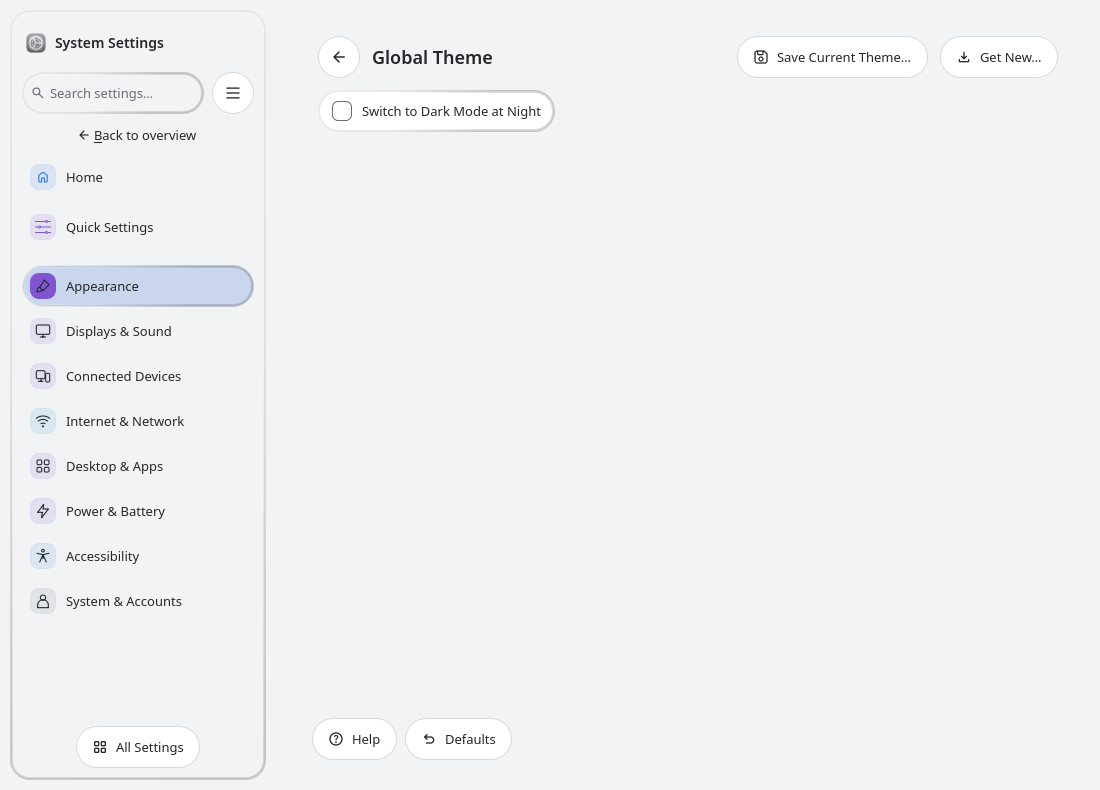 System Settings
Search settings...
Back to overview
Home
Quick Settings
Appearance
Displays & Sound
Connected Devices
Internet & Network
Desktop & Apps
Power & Battery
Accessibility
System & Accounts
All Settings
Global Theme
Save Current Theme...
Get New...
Switch to Dark Mode at Night
Help
Defaults